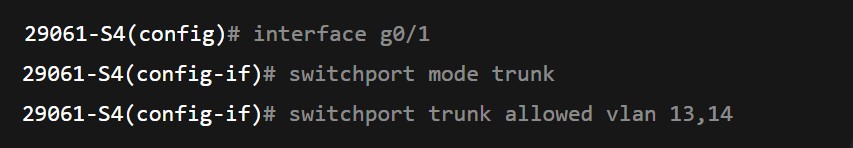 29061-S4(config)# interface g0/1
29061-S4(config-if)# switchport mode trunk
29061-S4(config-if)# switchport trunk allowed vlan 13,14